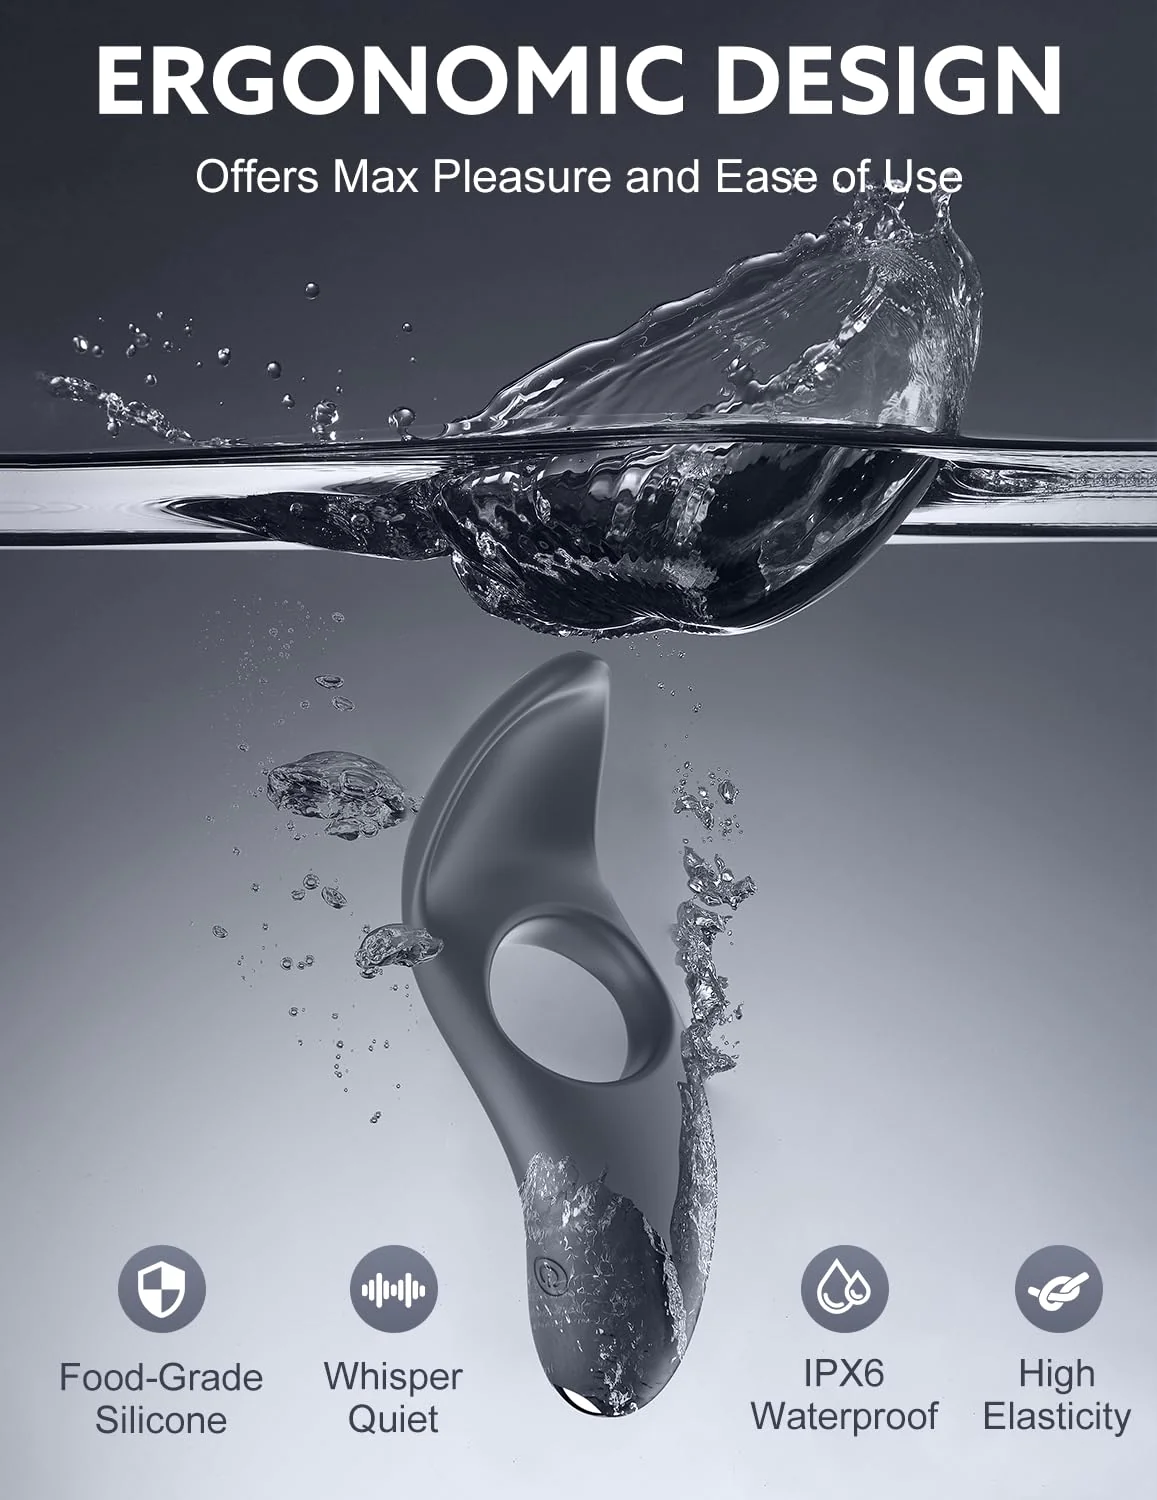 ERGONOMIC DESIGN
Offers Max Pleasure and Ease of Use
Food-Grade
Silicone
Whisper
Quiet
IPX6
Waterproof
High
Elasticity